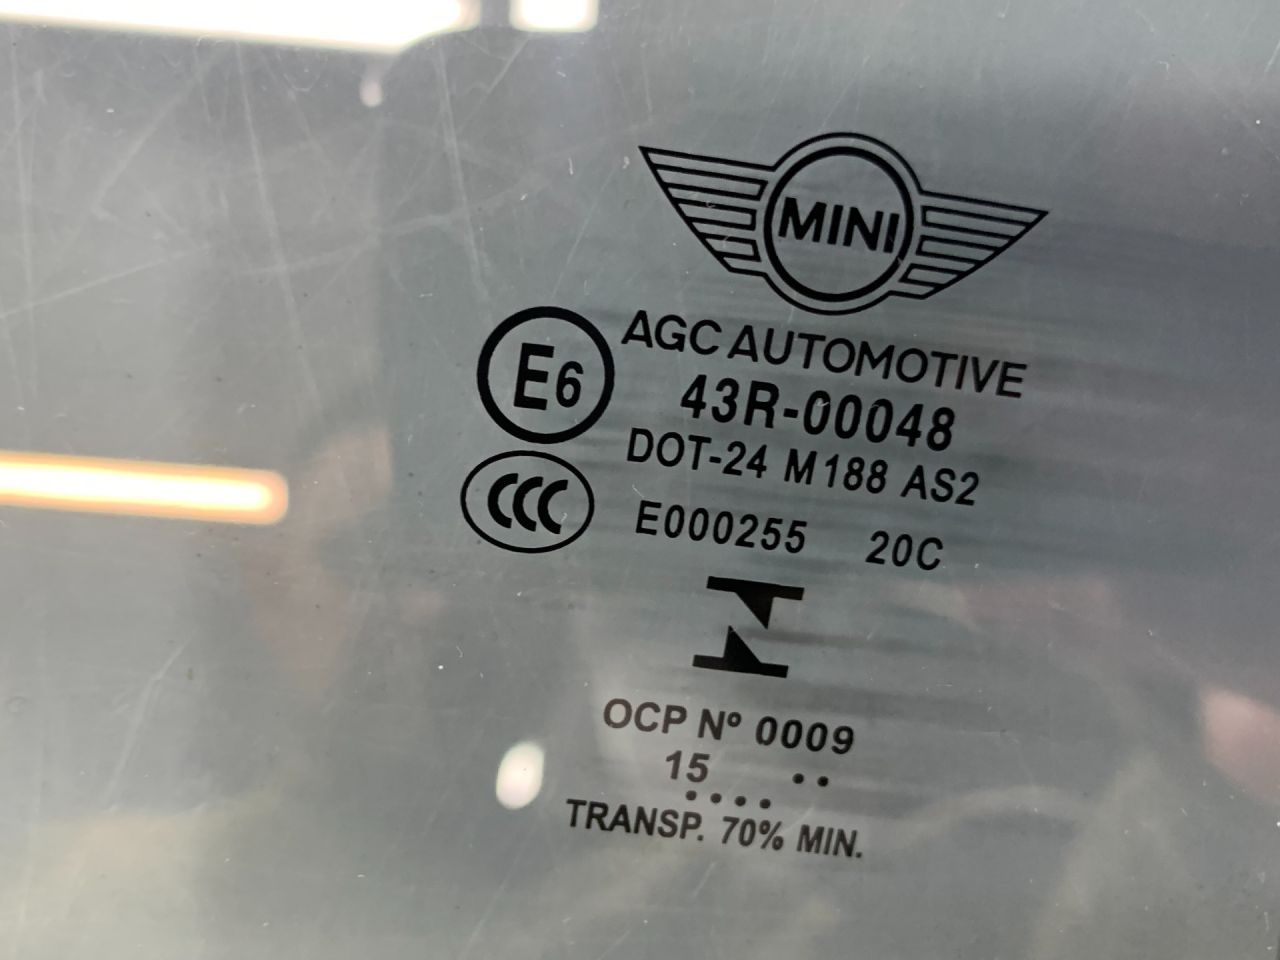 MINI
AGC AUTOMOTIVE
E6
43R-00048
DOT-24 M188 AS2
CCC
E000255 20C
OCP Nº 0009
15 ..
....
TRANSP. 70% MIN.